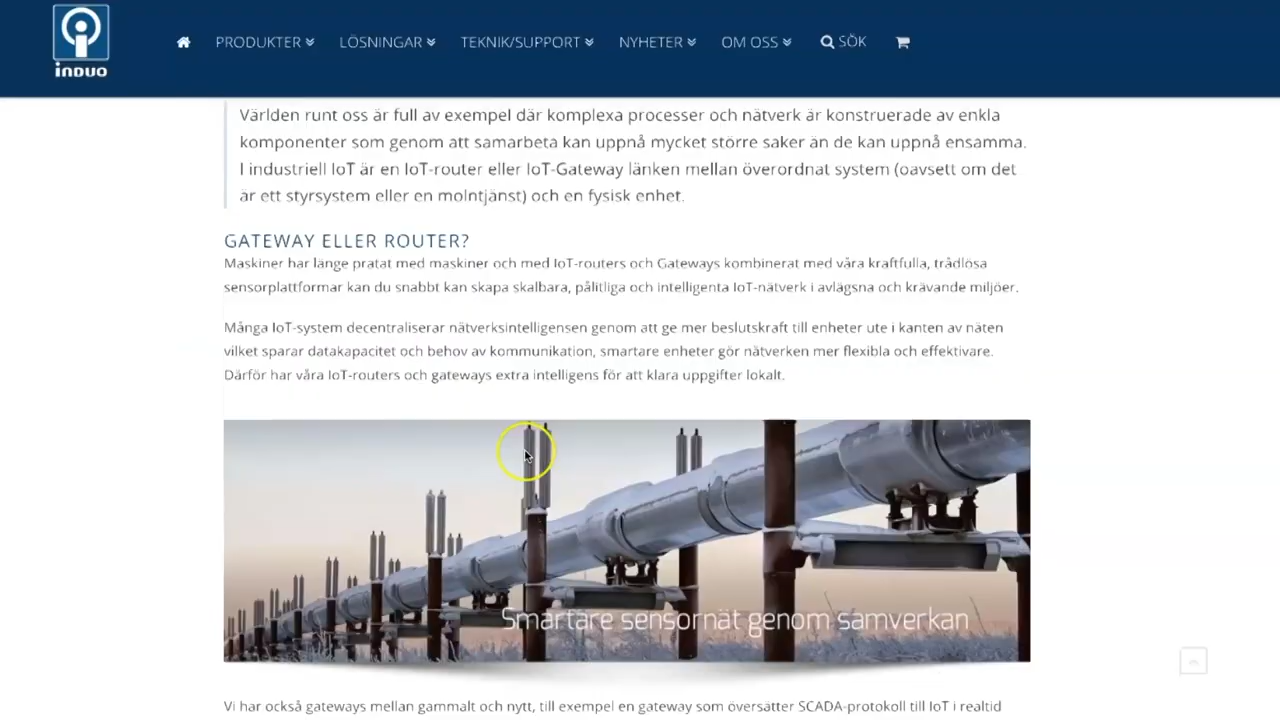 PRODUKTER LÖSNINGAR TEKNIK/SUPPORT NYHETER OM OSS SÖK
inDUO
Världen runt oss är full av exempel där komplexa processer och nätverk är konstruerade av enkla
komponenter som genom att samarbeta kan uppnå mycket större saker än de kan uppnå ensamma.
I industriell IoT är en IoT-router eller IoT-Gateway länken mellan överordnat system (oavsett om det
är ett styrsystem eller en molntjänst) och en fysisk enhet.
GATEWAY ELLER ROUTER?
Maskiner har länge pratat med maskiner och med IoT-routers och Gateways kombinerat med våra kraftfulla, trådlösa
sensorplattformar kan du snabbt kan skapa skalbara, pålitliga och intelligenta IoT-nätverk i avlägsna och krävande miljöer.
Många IoT-system decentraliserar nätverksintelligensen genom att ge mer beslutskraft till enheter ute i kanten av näten
vilket sparar datakapacitet och behov av kommunikation, smartare enheter gör nätverken mer flexibla och effektivare.
Därför har våra IoT-routers och gateways extra intelligens för att klara uppgifter lokalt.
Smartare sensornät genom samverkan
Vi har också gateways mellan gammalt och nytt, till exempel en gateway som översätter SCADA-protokoll till IoT i realtid